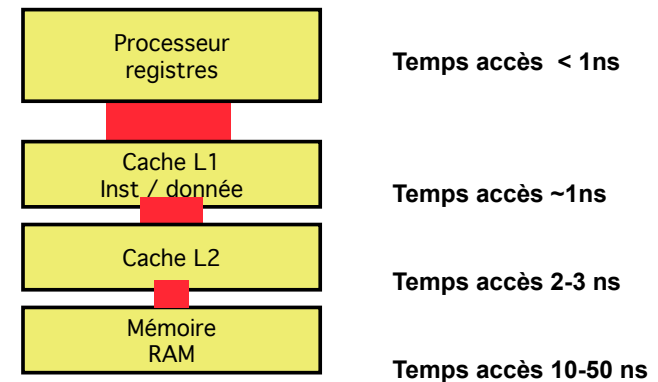 Processeur
registres
Temps accès < 1ns
Cache L1
Inst / donnée
Temps accès ~1ns
Cache L2
Temps accès 2-3 ns
Mémoire
RAM
Temps accès 10-50 ns